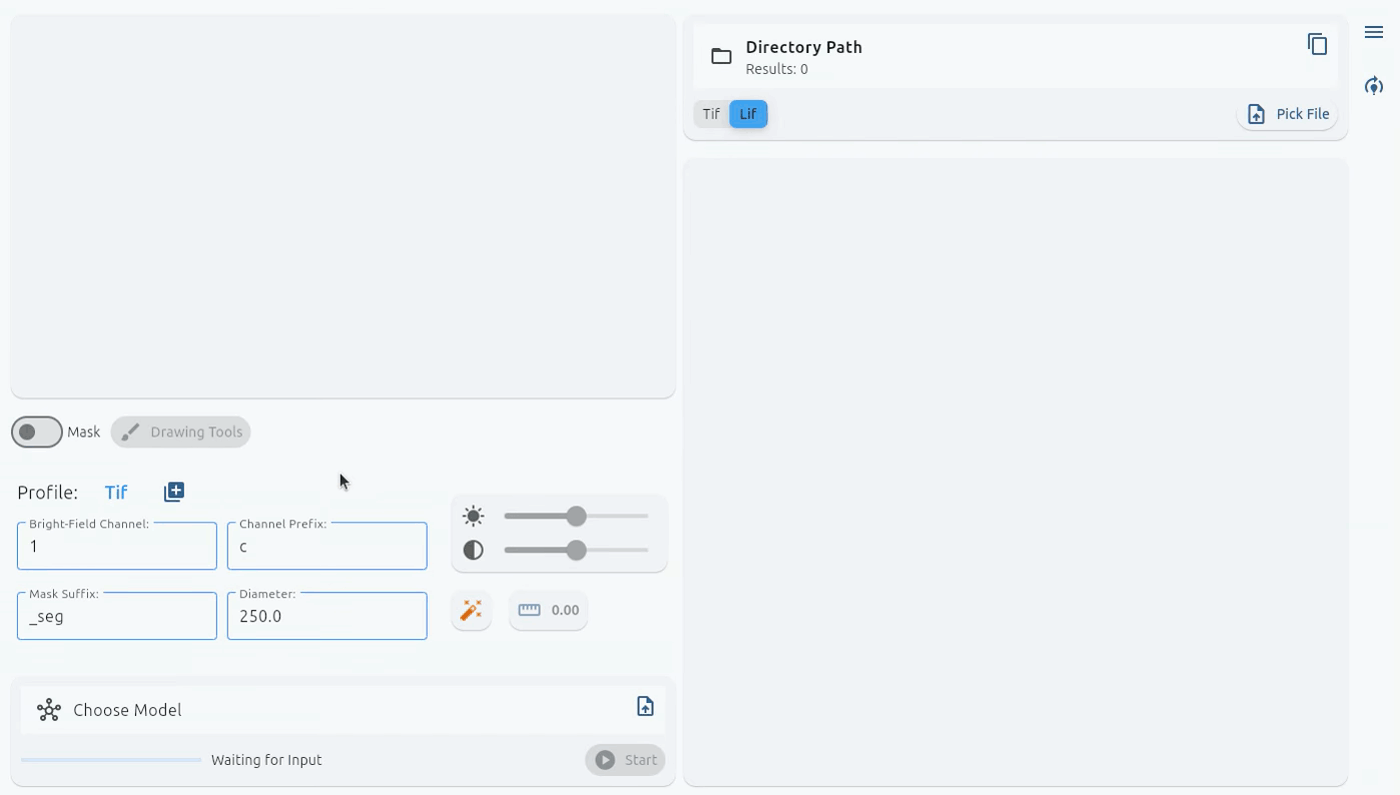 Directory Path
Results: 0
Tif Lif
Pick File
Mask
Drawing Tools
Profile: Tif
Bright-Field Channel:
1
Channel Prefix:
c
Mask Suffix:
_seg
Diameter:
250.0
0.00
Choose Model
Waiting for Input
Start